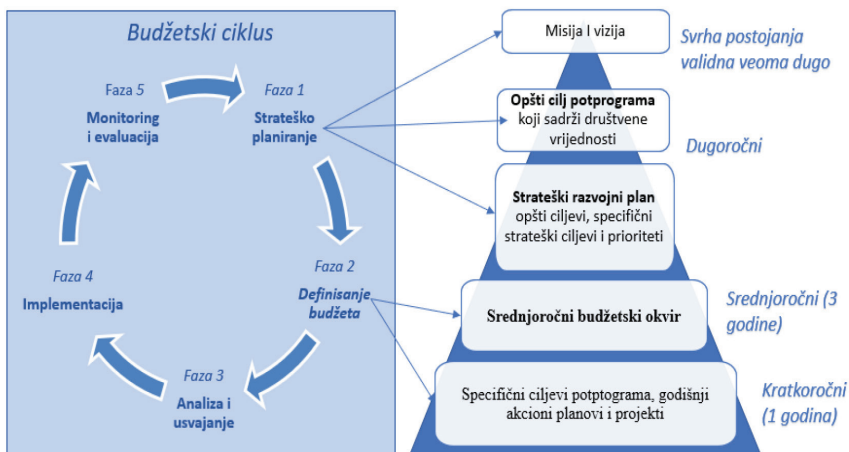 Budžetski ciklus
Faza 1
Strateško
planiranje
Faza 2
Definisanje
budžeta
Faza 3
Analiza i
usvajanje
Faza 4
Implementacija
Faza 5
Monitoring
i evaluacija
Misija I vizija
Svrha postojanja
validna veoma dugo
Opšti cilj potprograma
koji sadrži društvene
vrijednosti
Dugoročni
Strateški razvojni plan
opšti ciljevi, specifični
strateški ciljevi i prioriteti
Srednjoročni budžetski okvir
Srednjoročni (3
godine)
Specifični ciljevi potptograma, godišnji
akcioni planovi i projekti
Kratkoročni
(1 godina)